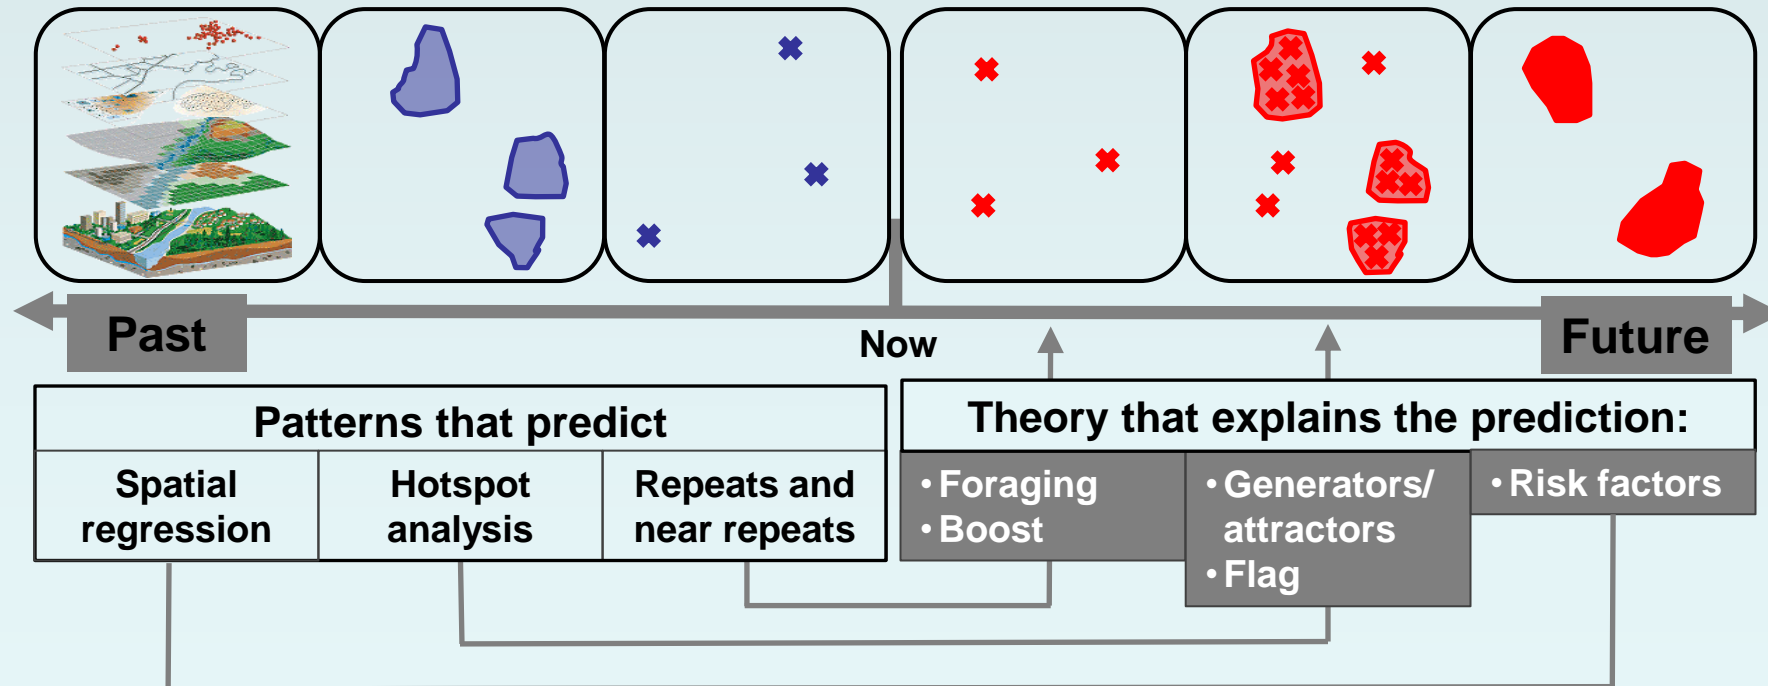 Past
Now
Future
Patterns that predict
Spatial
regression
Hotspot
analysis
Repeats and
near repeats
Theory that explains the prediction:
• Foraging
• Boost
• Generators/
attractors
• Flag
• Risk factors